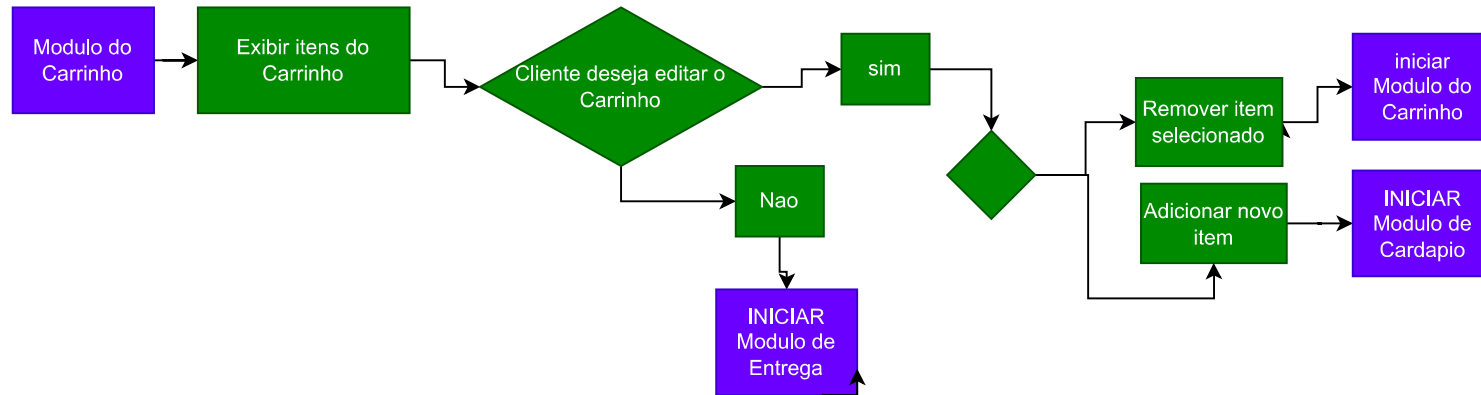 Modulo do
Carrinho
Exibir itens do
Carrinho
Cliente deseja editar o
Carrinho
sim
Nao
INICIAR
Modulo de
Entrega
Remover item
selecionado
Adicionar novo
item
iniciar
Modulo do
Carrinho
INICIAR
Modulo de
Cardapio